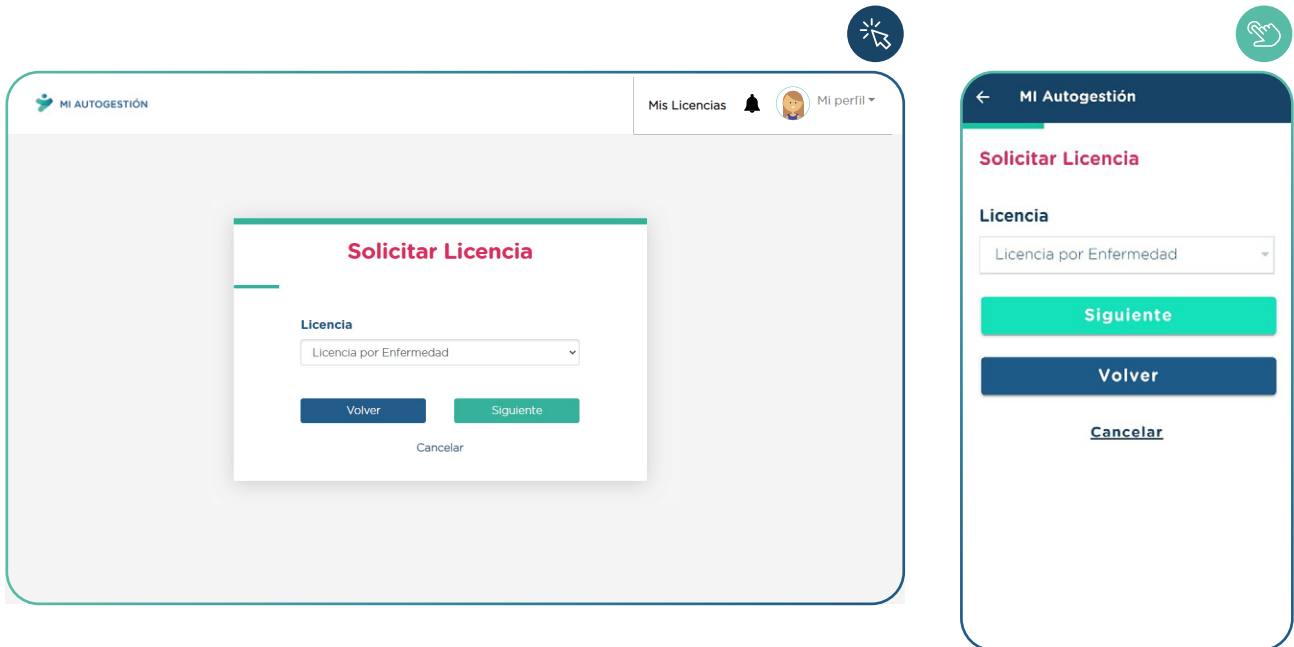 MI AUTOGESTIÓN
Mis Licencias
Mi perfil
Solicitar Licencia
Licencia
Licencia por Enfermedad
Volver
Siguiente
Cancelar
MI Autogestión
Solicitar Licencia
Licencia
Licencia por Enfermedad
Siguiente
Volver
Cancelar